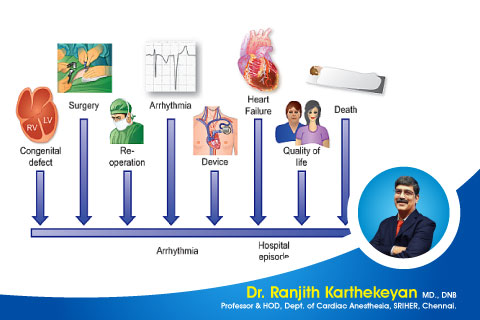 Surgery
Arrhythmia
Heart
Failure
Death
RV
LV
Congenital
defect
Re-
operation
Device
Quality of
life
Arrhythmia
Hospital
episode
Dr. Ranjith Karthekeyan MD., DNB
Professor & HOD, Dept. of Cardiac Anesthesia, SRIHER, Chennai.